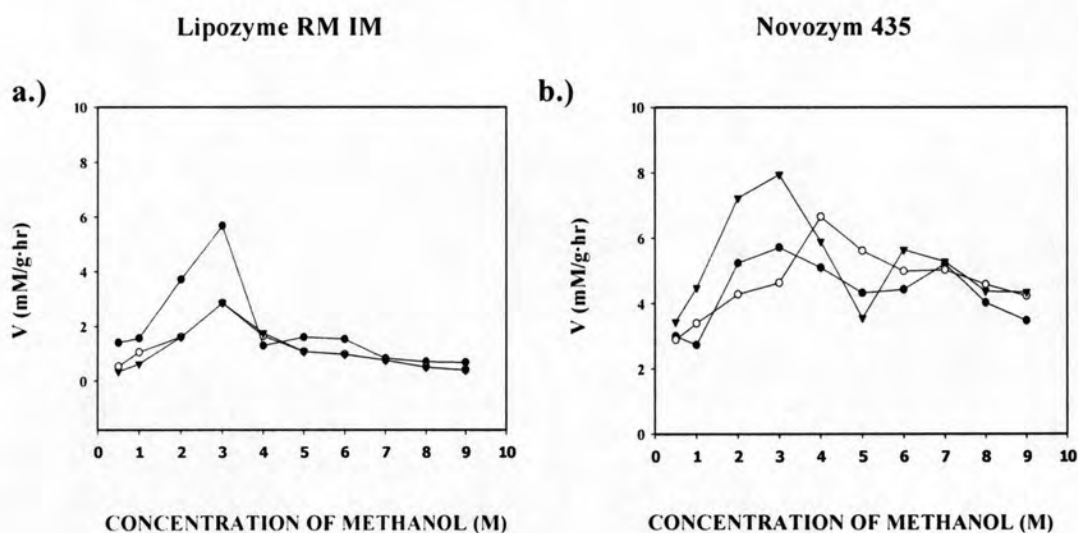 Lipozyme RM IM
Novozym 435
a.)
10
8
6
4
2
0
V (mM/g·hr)
0 1 2 3 4 5 6 7 8 9 10
CONCENTRATION OF METHANOL (M)
b.)
10
8
6
4
2
0
V (mM/g·hr)
0 1 2 3 4 5 6 7 8 9 10
CONCENTRATION OF METHANOL (M)